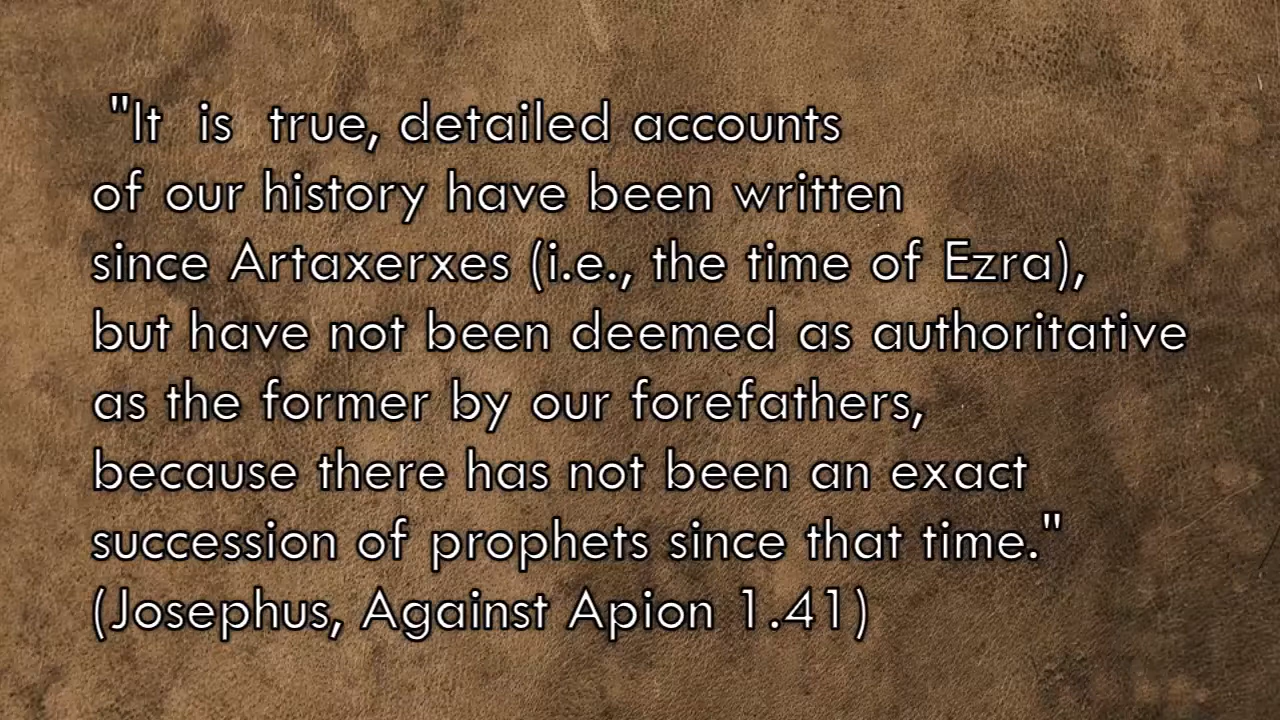 "It is true, detailed accounts
of our history have been written
since Artaxerxes (i.e., the time of Ezra),
but have not been deemed as authoritative
as the former by our forefathers,
because there has not been an exact
succession of prophets since that time."
(Josephus, Against Apion 1.41)